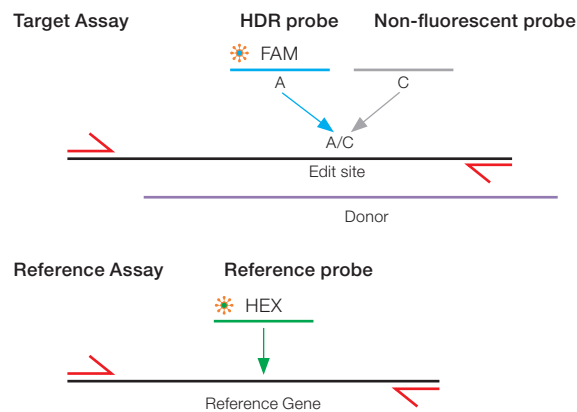 Target Assay
HDR probe
Non-fluorescent probe
FAM
A
C
A/C
Edit site
Donor
Reference Assay
Reference probe
HEX
Reference Gene